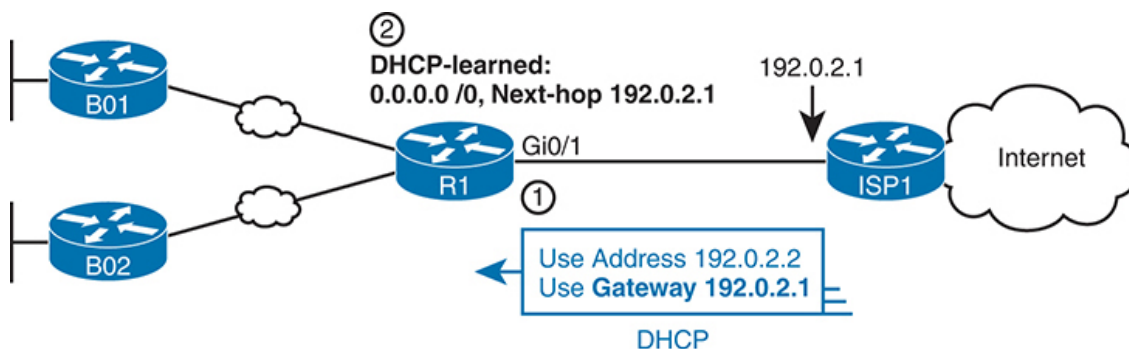 ②
DHCP-learned:
0.0.0.0 /0, Next-hop 192.0.2.1
192.0.2.1
B01
Gi0/1
R1
ISP1
Internet
①
B02
Use Address 192.0.2.2
Use Gateway 192.0.2.1
DHCP